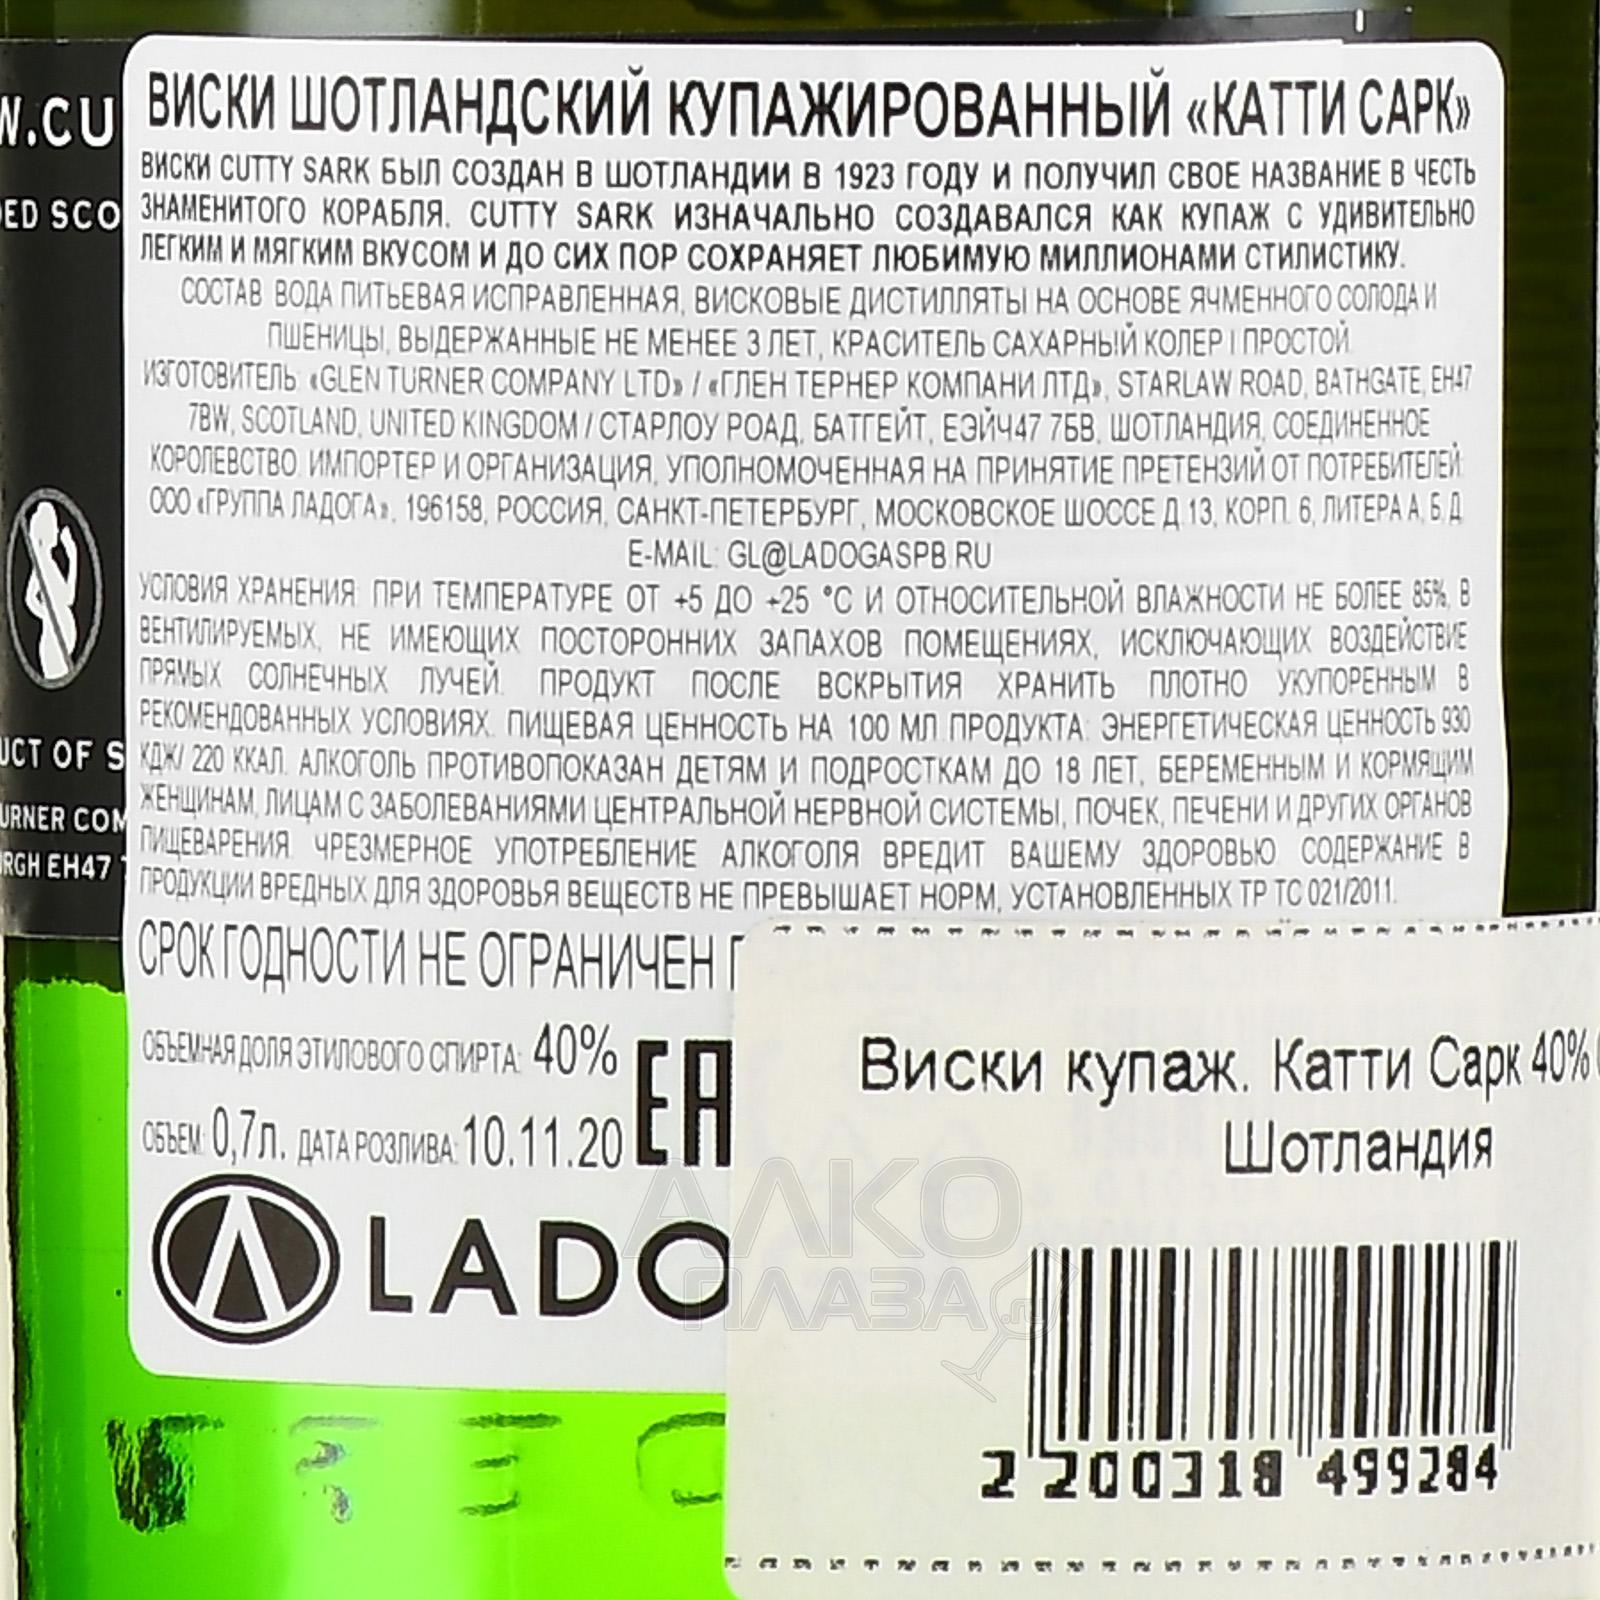 ВИСКИ ШОТЛАНДСКИЙ КУПАЖИРОВАННЫЙ «КАТТИ САРК»
ВИСКИ CUTTY SARK БЫЛ СОЗДАН В ШОТЛАНДИИ В 1923 ГОДУ И ПОЛУЧИЛ СВОЕ НАЗВАНИЕ В ЧЕСТЬ
ЗНАМЕНИТОГО КОРАБЛЯ. CUTTY SARK ИЗНАЧАЛЬНО СОЗДАВАЛСЯ КАК КУПАЖ С УДИВИТЕЛЬНО
ЛЕГКИМ И МЯГКИМ ВКУСОМ И ДО СИХ ПОР СОХРАНЯЕТ ЛЮБИМУЮ МИЛЛИОНАМИ СТИЛИСТИКУ.
СОСТАВ: ВОДА ПИТЬЕВАЯ ИСПРАВЛЕННАЯ, ВИСКОВЫЕ ДИСТИЛЛЯТЫ НА ОСНОВЕ ЯЧМЕННОГО СОЛОДА И
ПШЕНИЦЫ, ВЫДЕРЖАННЫЕ НЕ МЕНЕЕ 3 ЛЕТ, КРАСИТЕЛЬ САХАРНЫЙ КОЛЕР I ПРОСТОЙ.
ИЗГОТОВИТЕЛЬ: «GLEN TURNER COMPANY LTD» / «ГЛЕН ТЕРНЕР КОМПАНИ ЛТД», STARLAW ROAD, BATHGATE, EH47
7BW, SCOTLAND, UNITED KINGDOM / СТАРЛОУ РОАД, БАТГЕЙТ, ЕЭЙЧ47 7БВ, ШОТЛАНДИЯ, СОЕДИНЕННОЕ
КОРОЛЕВСТВО. ИМПОРТЕР И ОРГАНИЗАЦИЯ, УПОЛНОМОЧЕННАЯ НА ПРИНЯТИЕ ПРЕТЕНЗИЙ ОТ ПОТРЕБИТЕЛЕЙ:
ООО «ГРУППА ЛАДОГА», 196158, РОССИЯ, САНКТ-ПЕТЕРБУРГ, МОСКОВСКОЕ ШОССЕ Д.13, КОРП. 6, ЛИТЕРА А, Б, Д.
E-MAIL: GL@LADOGASPB.RU
УСЛОВИЯ ХРАНЕНИЯ: ПРИ ТЕМПЕРАТУРЕ ОТ +5 ДО +25 °С И ОТНОСИТЕЛЬНОЙ ВЛАЖНОСТИ НЕ БОЛЕЕ 85%, В
ВЕНТИЛИРУЕМЫХ, НЕ ИМЕЮЩИХ ПОСТОРОННИХ ЗАПАХОВ ПОМЕЩЕНИЯХ, ИСКЛЮЧАЮЩИХ ВОЗДЕЙСТВИЕ
ПРЯМЫХ СОЛНЕЧНЫХ ЛУЧЕЙ. ПРОДУКТ ПОСЛЕ ВСКРЫТИЯ ХРАНИТЬ ПЛОТНО УКУПОРЕННЫМ В
РЕКОМЕНДОВАННЫХ УСЛОВИЯХ. ПИЩЕВАЯ ЦЕННОСТЬ НА 100 МЛ ПРОДУКТА: ЭНЕРГЕТИЧЕСКАЯ ЦЕННОСТЬ 930
КДЖ/ 220 ККАЛ. АЛКОГОЛЬ ПРОТИВОПОКАЗАН ДЕТЯМ И ПОДРОСТКАМ ДО 18 ЛЕТ, БЕРЕМЕННЫМ И КОРМЯЩИМ
ЖЕНЩИНАМ, ЛИЦАМ С ЗАБОЛЕВАНИЯМИ ЦЕНТРАЛЬНОЙ НЕРВНОЙ СИСТЕМЫ, ПОЧЕК, ПЕЧЕНИ И ДРУГИХ ОРГАНОВ
ПИЩЕВАРЕНИЯ. ЧРЕЗМЕРНОЕ УПОТРЕБЛЕНИЕ АЛКОГОЛЯ ВРЕДИТ ВАШЕМУ ЗДОРОВЬЮ. СОДЕРЖАНИЕ В
ПРОДУКЦИИ ВРЕДНЫХ ДЛЯ ЗДОРОВЬЯ ВЕЩЕСТВ НЕ ПРЕВЫШАЕТ НОРМ, УСТАНОВЛЕННЫХ ТР ТС 021/2011.
СРОК ГОДНОСТИ НЕ ОГРАНИЧЕН
ОБЪЕМНАЯ ДОЛЯ ЭТИЛОВОГО СПИРТА: 40%
ОБЪЕМ: 0,7л. ДАТА РОЗЛИВА: 10.11.20
EAC
LADO
W.CU
DED SCO
UCT OF S
URNER COM
RGH EH47
Виски купаж. Катти Сарк 40%
Шотландия
2 200318 499284
АЛКО
ПЛАЗА.ru